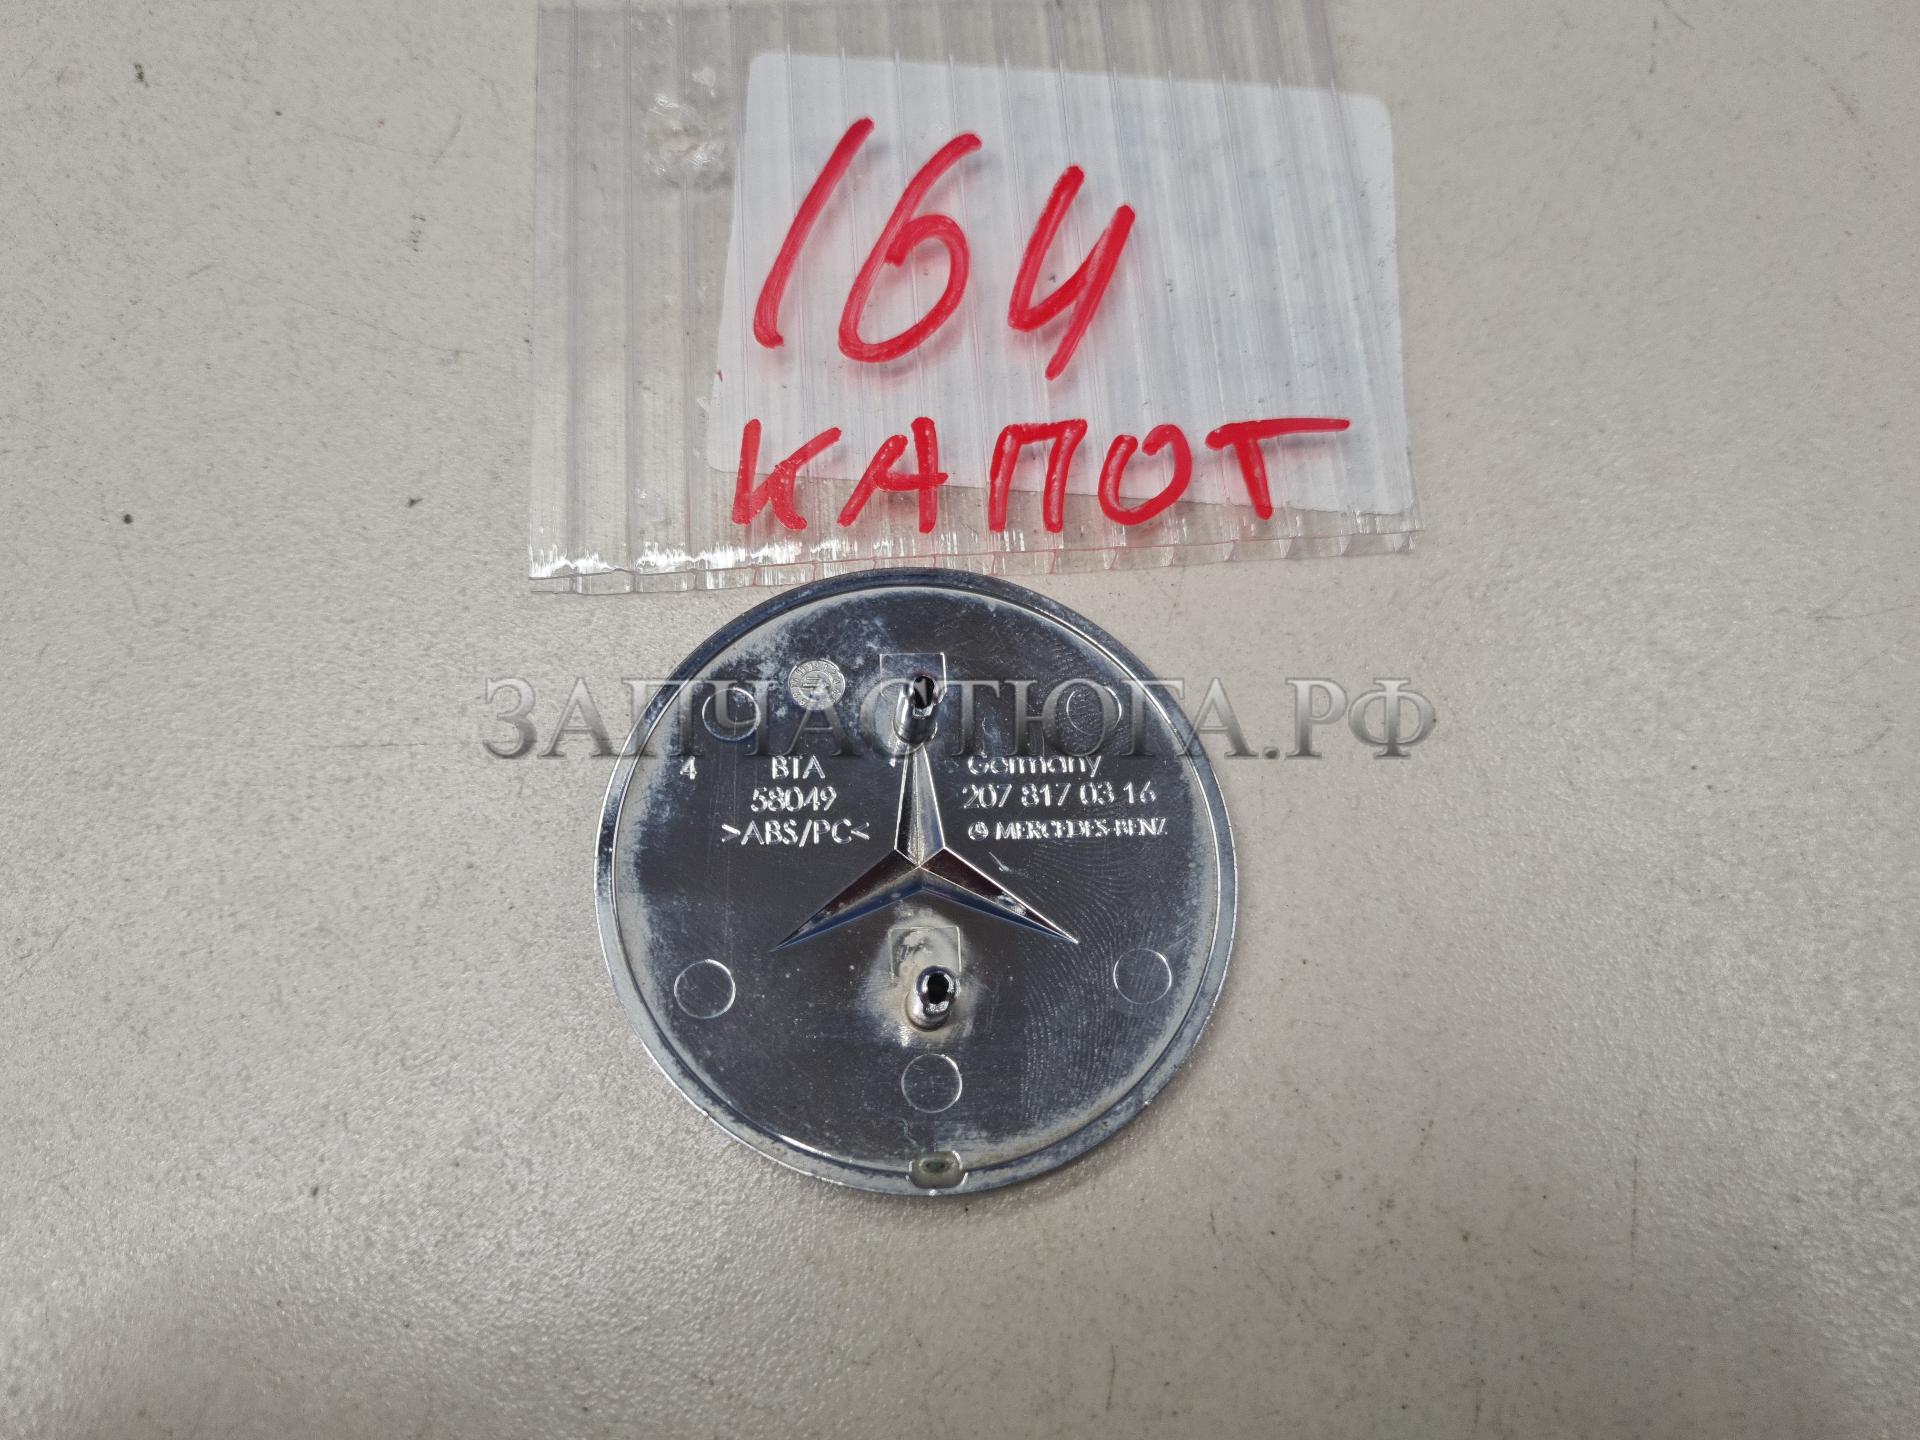 164
КАПОТ
ЗАПЧАСТЮГА.РФ
4
BTA
58049
>ABS/PC<
Germany
207 817 03 16
MERCEDES-BENZ